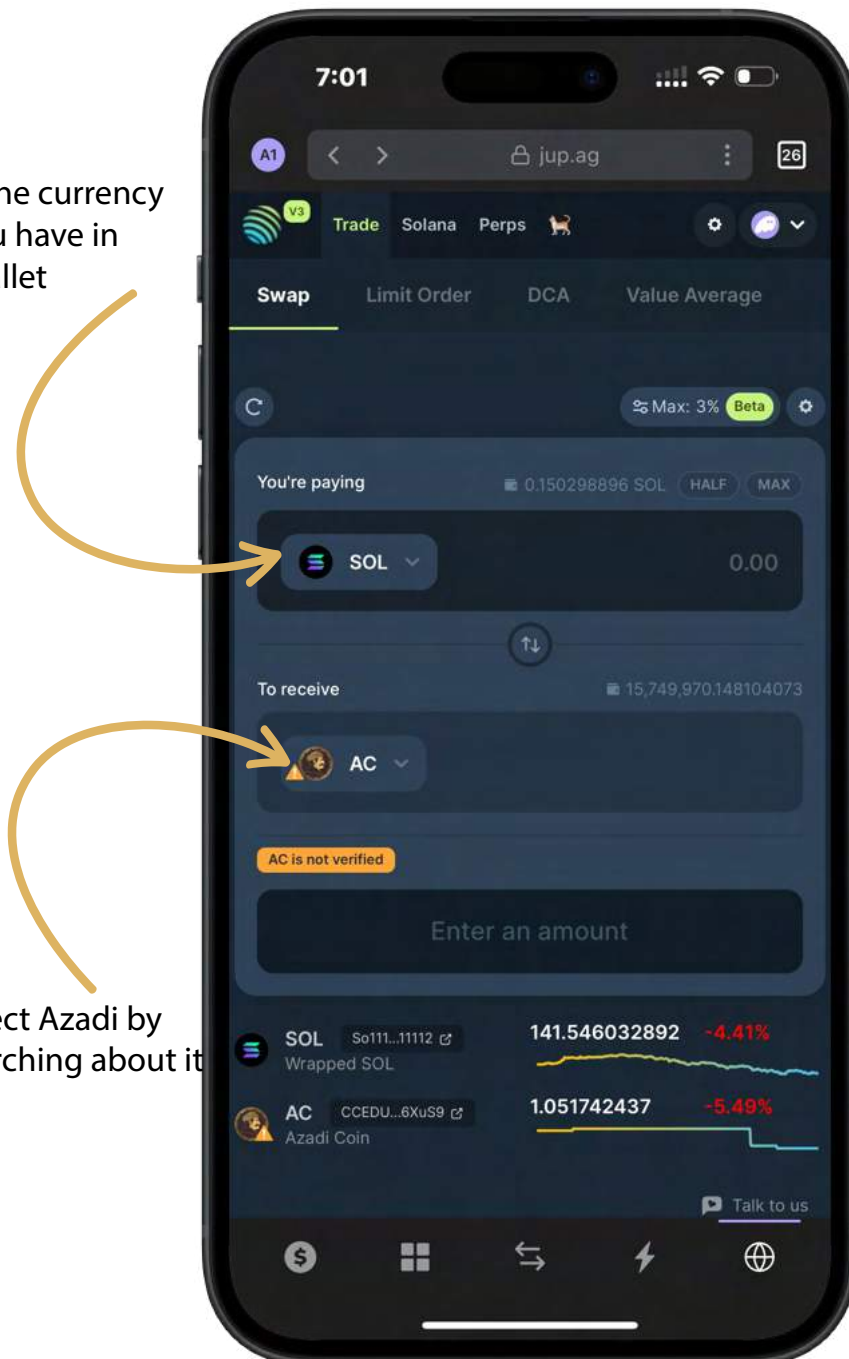 7:01
A1
jup.ag
26
he currency
u have in
llet
V3
Trade Solana Perps
Swap Limit Order DCA Value Average
Max: 3% Beta
You're paying 0.150298896 SOL HALF MAX
SOL 0.00
To receive 15,749,970.148104073
AC
AC is not verified
Enter an amount
ect Azadi by
rching about it
SOL So111...11112 141.546032892 -4.41%
Wrapped SOL
AC CCEDU...6XuS9 1.051742437 -5.49%
Azadi Coin
Talk to us